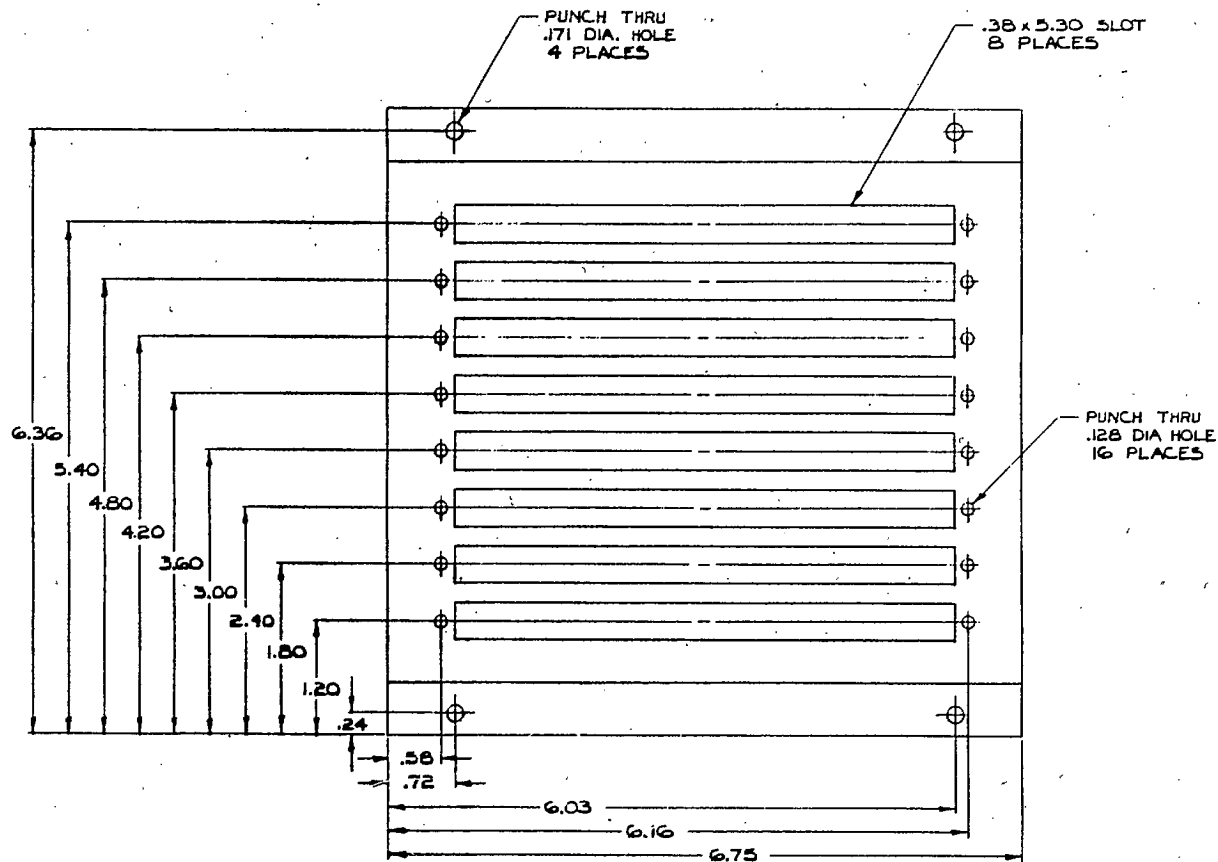 PUNCH THRU
.171 DIA. HOLE
4 PLACES
.38 x 5.30 SLOT
8 PLACES
PUNCH THRU
.128 DIA HOLE
16 PLACES
6.36
5.40
4.80
4.20
3.60
3.00
2.40
1.80
1.20
.24
.58
.72
6.03
6.16
6.75